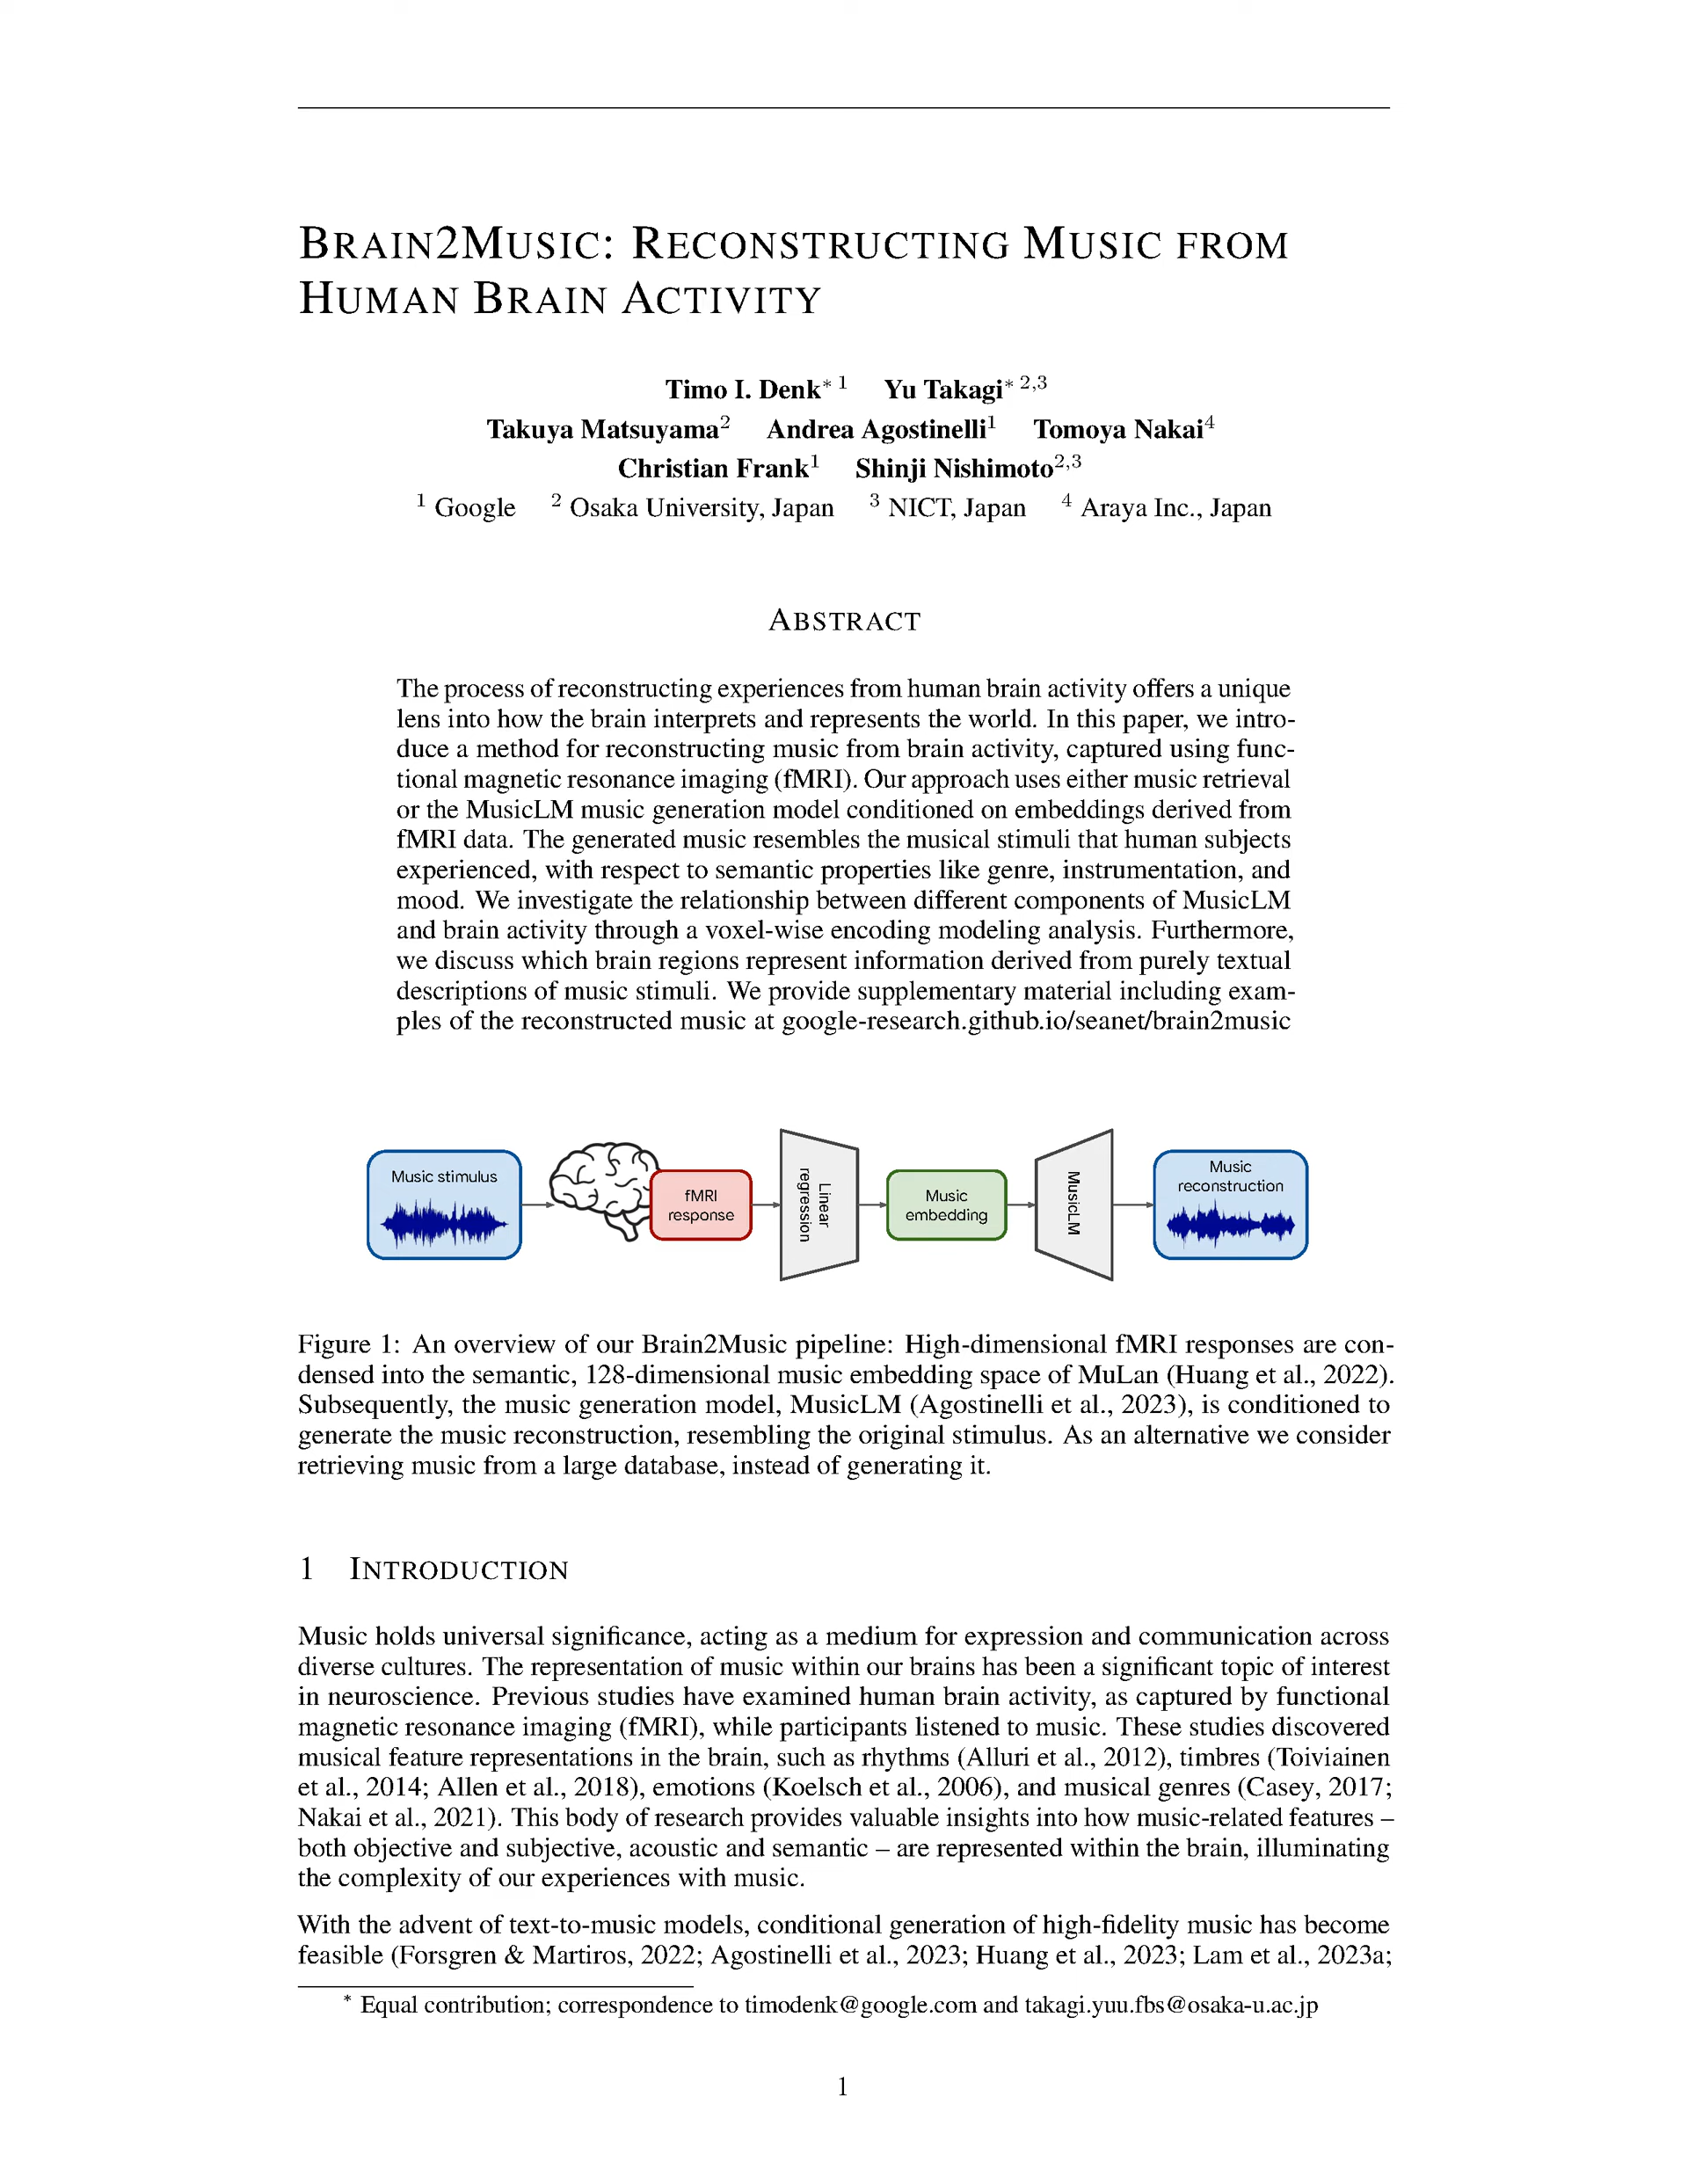 BRAIN2MUSIC: RECONSTRUCTING MUSIC FROM
HUMAN BRAIN ACTIVITY
Timo I. Denk* 1 Yu Takagi* 2,3
Takuya Matsuyama2 Andrea Agostinelli1 Tomoya Nakai4
Christian Frank1 Shinji Nishimoto2,3
1 Google 2 Osaka University, Japan 3 NICT, Japan 4 Araya Inc., Japan
ABSTRACT
The process of reconstructing experiences from human brain activity offers a unique
lens into how the brain interprets and represents the world. In this paper, we intro-
duce a method for reconstructing music from brain activity, captured using func-
tional magnetic resonance imaging (fMRI). Our approach uses either music retrieval
or the MusicLM music generation model conditioned on embeddings derived from
fMRI data. The generated music resembles the musical stimuli that human subjects
experienced, with respect to semantic properties like genre, instrumentation, and
mood. We investigate the relationship between different components of MusicLM
and brain activity through a voxel-wise encoding modeling analysis. Furthermore,
we discuss which brain regions represent information derived from purely textual
descriptions of music stimuli. We provide supplementary material including exam-
ples of the reconstructed music at google-research.github.io/seanet/brain2music
Music stimulus
fMRI
response
Linear
regression
Music
embedding
MusicLM
Music
reconstruction
Figure 1: An overview of our Brain2Music pipeline: High-dimensional fMRI responses are con-
densed into the semantic, 128-dimensional music embedding space of MuLan (Huang et al., 2022).
Subsequently, the music generation model, MusicLM (Agostinelli et al., 2023), is conditioned to
generate the music reconstruction, resembling the original stimulus. As an alternative we consider
retrieving music from a large database, instead of generating it.
1 INTRODUCTION
Music holds universal significance, acting as a medium for expression and communication across
diverse cultures. The representation of music within our brains has been a significant topic of interest
in neuroscience. Previous studies have examined human brain activity, as captured by functional
magnetic resonance imaging (fMRI), while participants listened to music. These studies discovered
musical feature representations in the brain, such as rhythms (Alluri et al., 2012), timbres (Toiviainen
et al., 2014; Allen et al., 2018), emotions (Koelsch et al., 2006), and musical genres (Casey, 2017;
Nakai et al., 2021). This body of research provides valuable insights into how music-related features –
both objective and subjective, acoustic and semantic – are represented within the brain, illuminating
the complexity of our experiences with music.
With the advent of text-to-music models, conditional generation of high-fidelity music has become
feasible (Forsgren & Martiros, 2022; Agostinelli et al., 2023; Huang et al., 2023; Lam et al., 2023a;
* Equal contribution; correspondence to timodenk@google.com and takagi.yuu.fbs@osaka-u.ac.jp
1